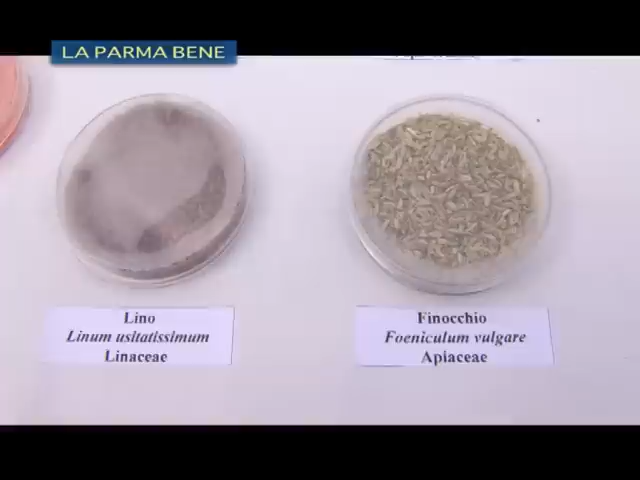 LA PARMA BENE
Lino
Linum usitatissimum
Linaceae
Finocchio
Foeniculum vulgare
Apiaceae